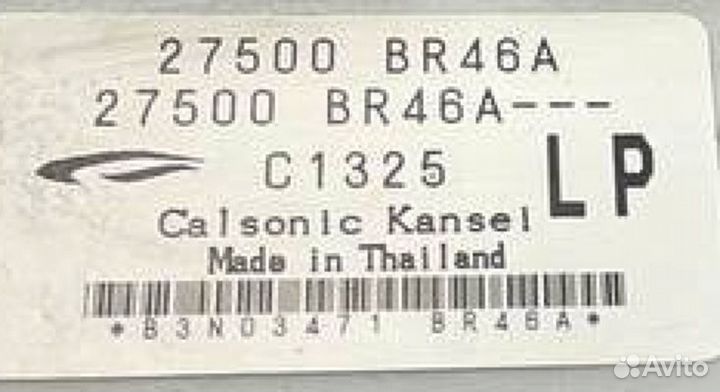 27500 BR46A
27500 BR46A---
C1325
LP
Calsonic Kansei
Made in Thailand
*B3N03471 BR46A*
Avito